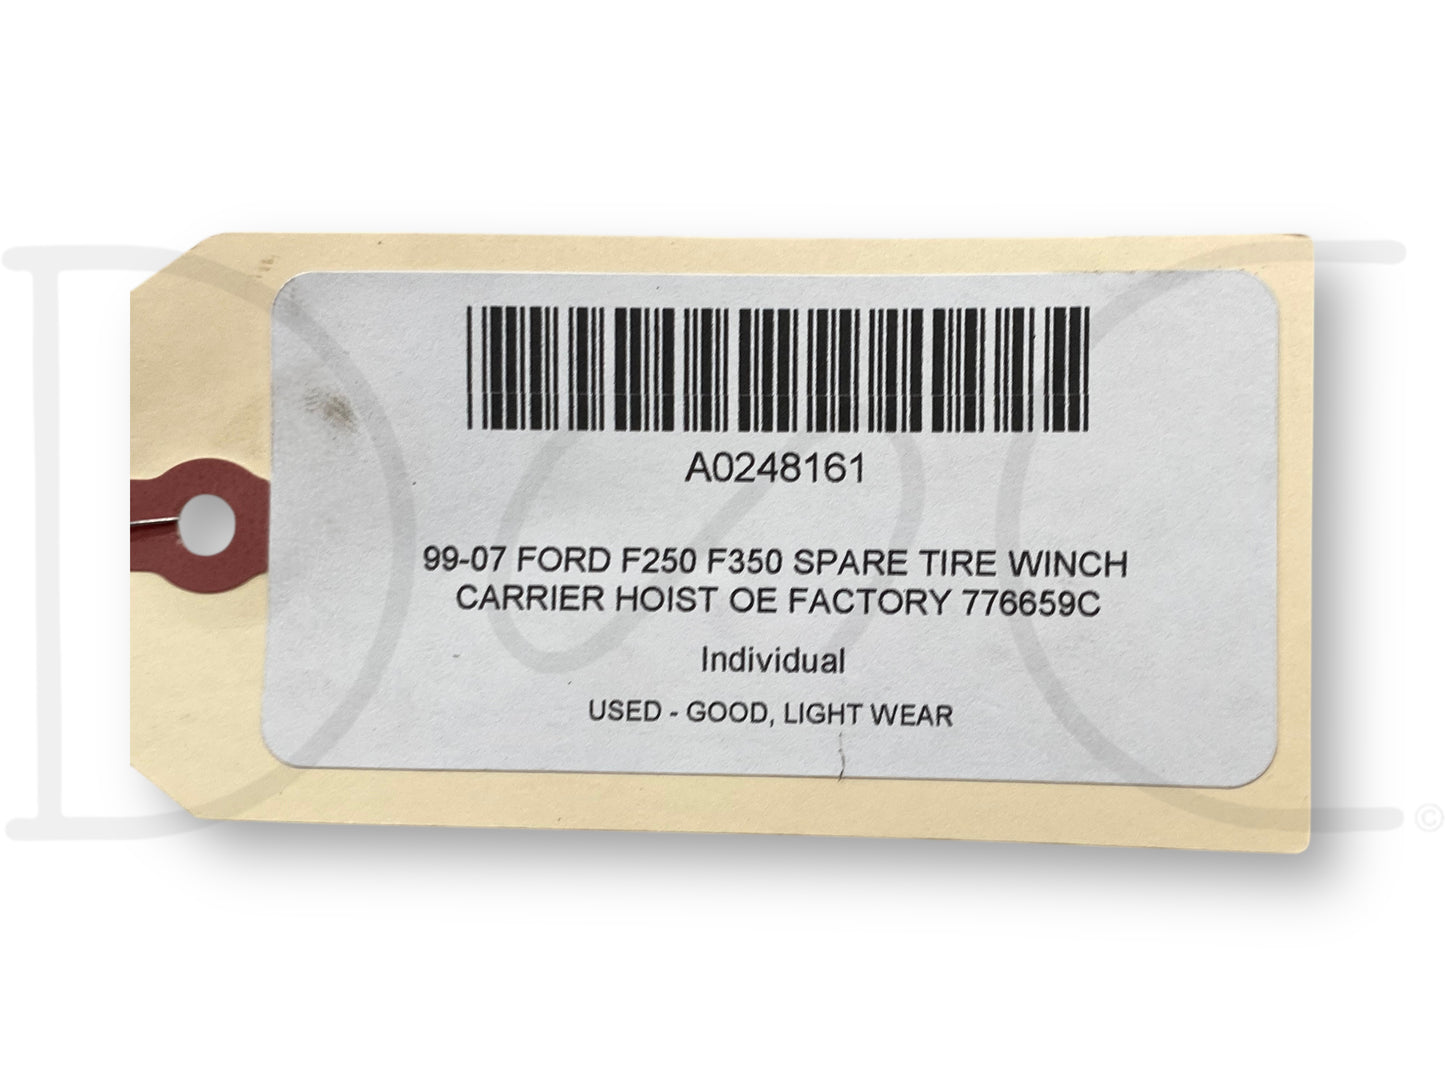 A0248161
99-07 FORD F250 F350 SPARE TIRE WINCH
CARRIER HOIST OE FACTORY 776659C
Individual
USED - GOOD, LIGHT WEAR
©